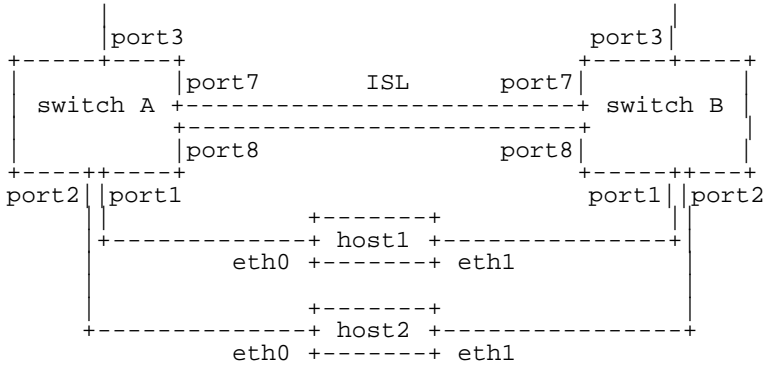 port3 port3
port7 ISL port7
switch A switch B
port8 port8
port2 port1 port1 port2
host1
eth0 eth1
host2
eth0 eth1